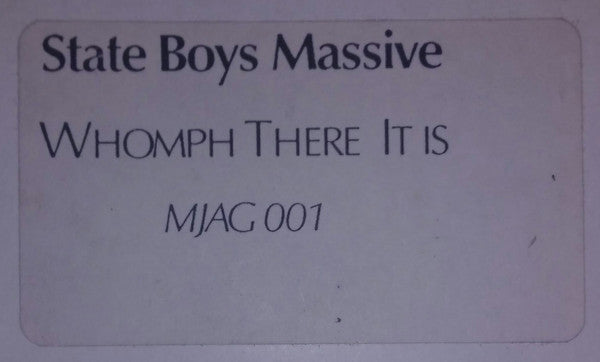 State Boys Massive
WHOMPH THERE IT IS
MJAG 001